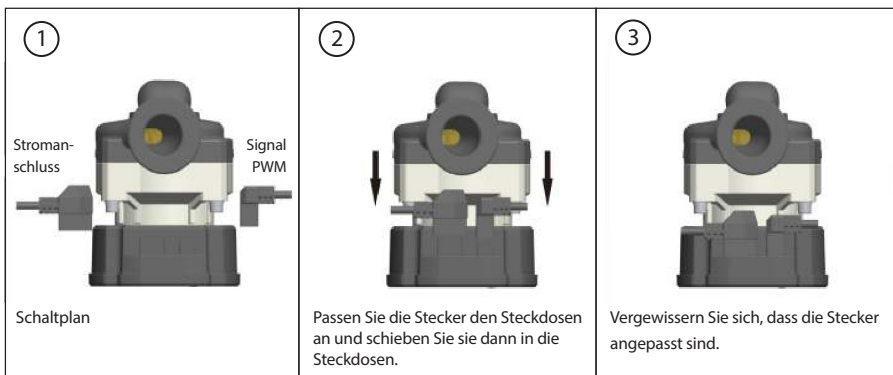 1
Stroman-
schluss
Signal
PWM
Schaltplan
2
Passen Sie die Stecker den Steckdosen
an und schieben Sie sie dann in die
Steckdosen.
3
Vergewissern Sie sich, dass die Stecker
angepasst sind.